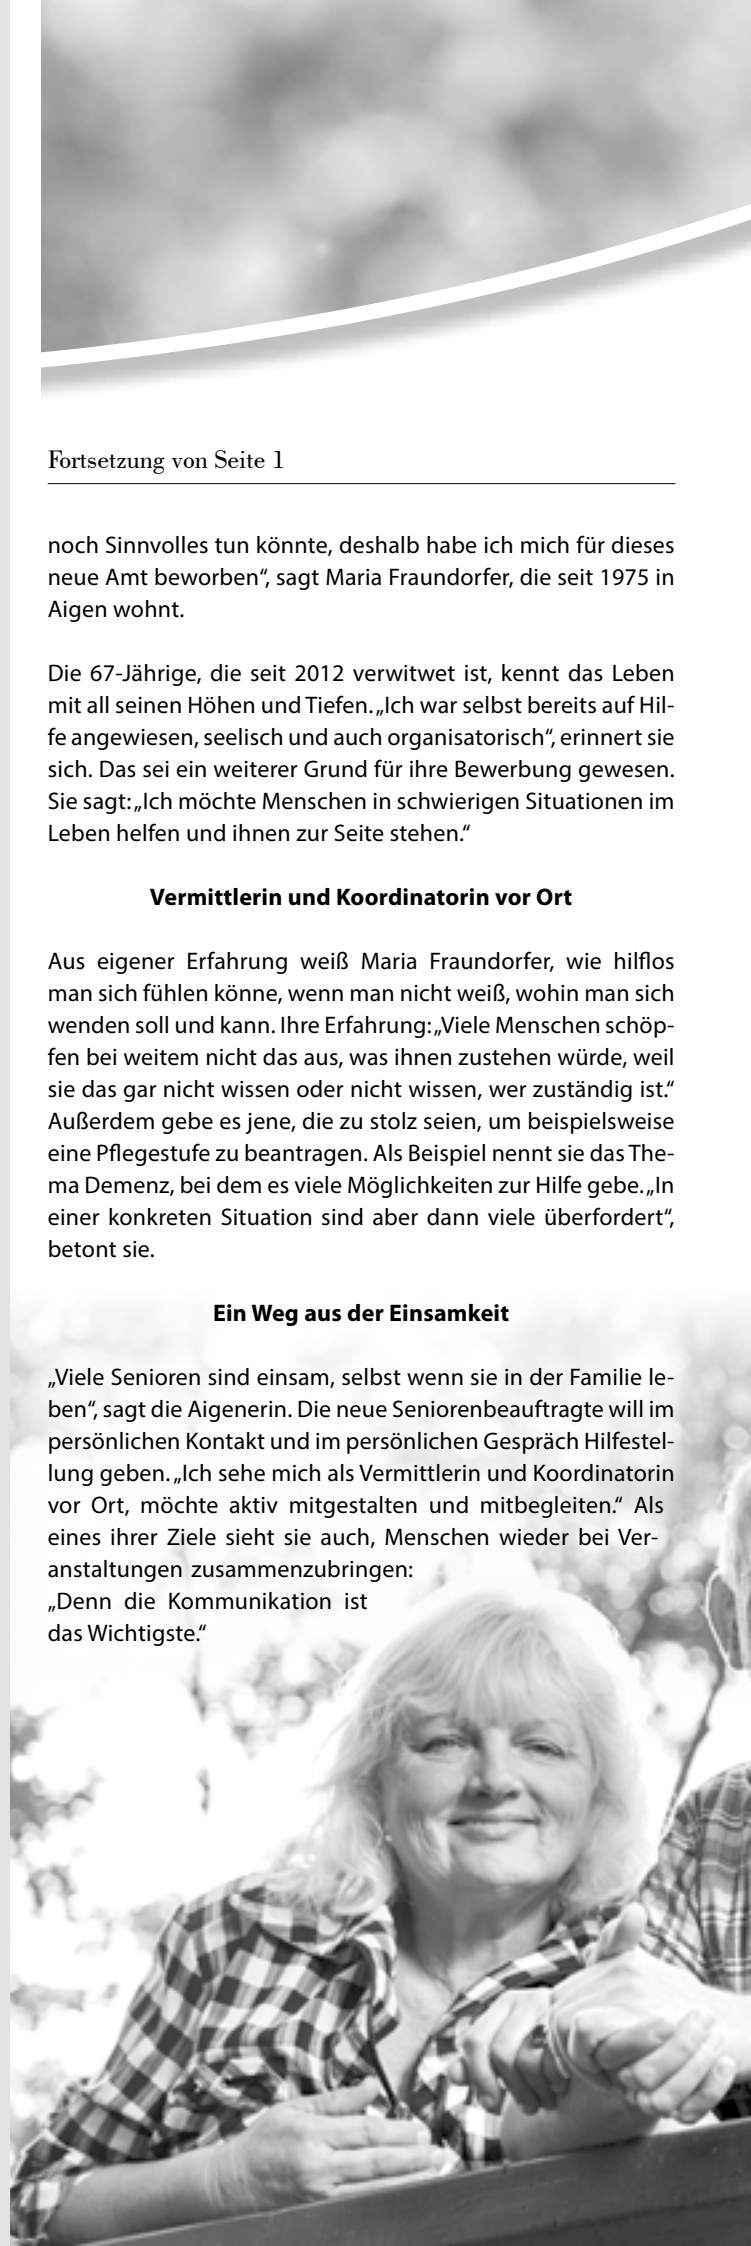 Fortsetzung von Seite 1
noch Sinnvolles tun könnte, deshalb habe ich mich für dieses
neue Amt beworben“, sagt Maria Fraundorfer, die seit 1975 in
Aigen wohnt.
Die 67-Jährige, die seit 2012 verwitwet ist, kennt das Leben
mit all seinen Höhen und Tiefen. „Ich war selbst bereits auf Hil-
fe angewiesen, seelisch und auch organisatorisch“, erinnert sie
sich. Das sei ein weiterer Grund für ihre Bewerbung gewesen.
Sie sagt: „Ich möchte Menschen in schwierigen Situationen im
Leben helfen und ihnen zur Seite stehen.“
Vermittlerin und Koordinatorin vor Ort
Aus eigener Erfahrung weiß Maria Fraundorfer, wie hilflos
man sich fühlen könne, wenn man nicht weiß, wohin man sich
wenden soll und kann. Ihre Erfahrung: „Viele Menschen schöp-
fen bei weitem nicht das aus, was ihnen zustehen würde, weil
sie das gar nicht wissen oder nicht wissen, wer zuständig ist.“
Außerdem gebe es jene, die zu stolz seien, um beispielsweise
eine Pflegestufe zu beantragen. Als Beispiel nennt sie das The-
ma Demenz, bei dem es viele Möglichkeiten zur Hilfe gebe. „In
einer konkreten Situation sind aber dann viele überfordert“,
betont sie.
Ein Weg aus der Einsamkeit
„Viele Senioren sind einsam, selbst wenn sie in der Familie le-
ben“, sagt die Aigenerin. Die neue Seniorenbeauftragte will im
persönlichen Kontakt und im persönlichen Gespräch Hilfestel-
lung geben. „Ich sehe mich als Vermittlerin und Koordinatorin
vor Ort, möchte aktiv mitgestalten und mitbegleiten.“ Als
eines ihrer Ziele sieht sie auch, Menschen wieder bei Ver-
anstaltungen zusammenzubringen:
„Denn die Kommunikation ist
das Wichtigste.“